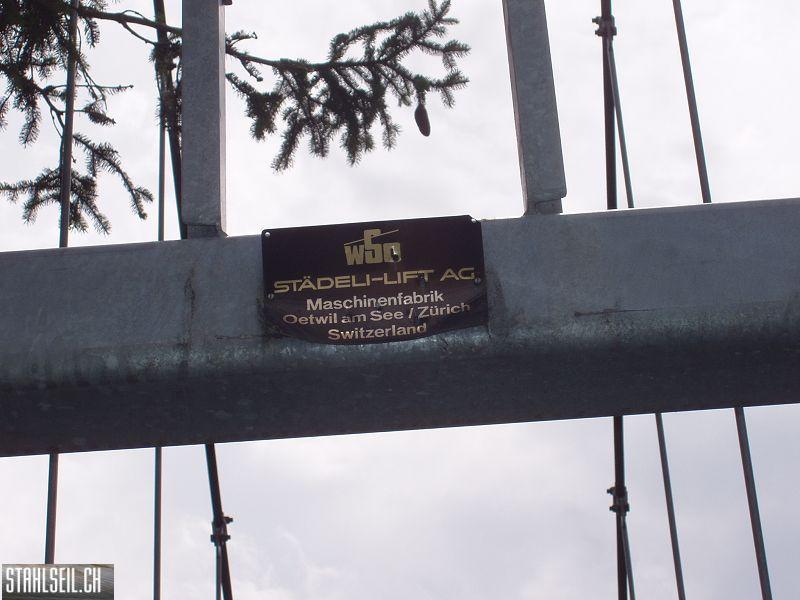 WSO
STÄDELI-LIFT AG
Maschinenfabrik
Oetwil am See / Zürich
Switzerland
STAHLSEIL.CH